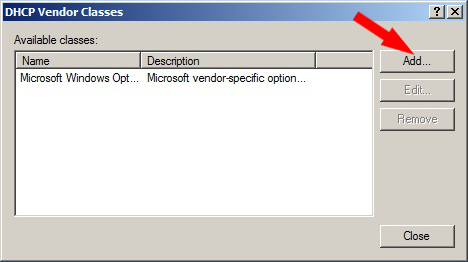 DHCP Vendor Classes
Available classes:
Name Description
Microsoft Windows Opt... Microsoft vendor-specific option...
Add...
Edit...
Remove
Close